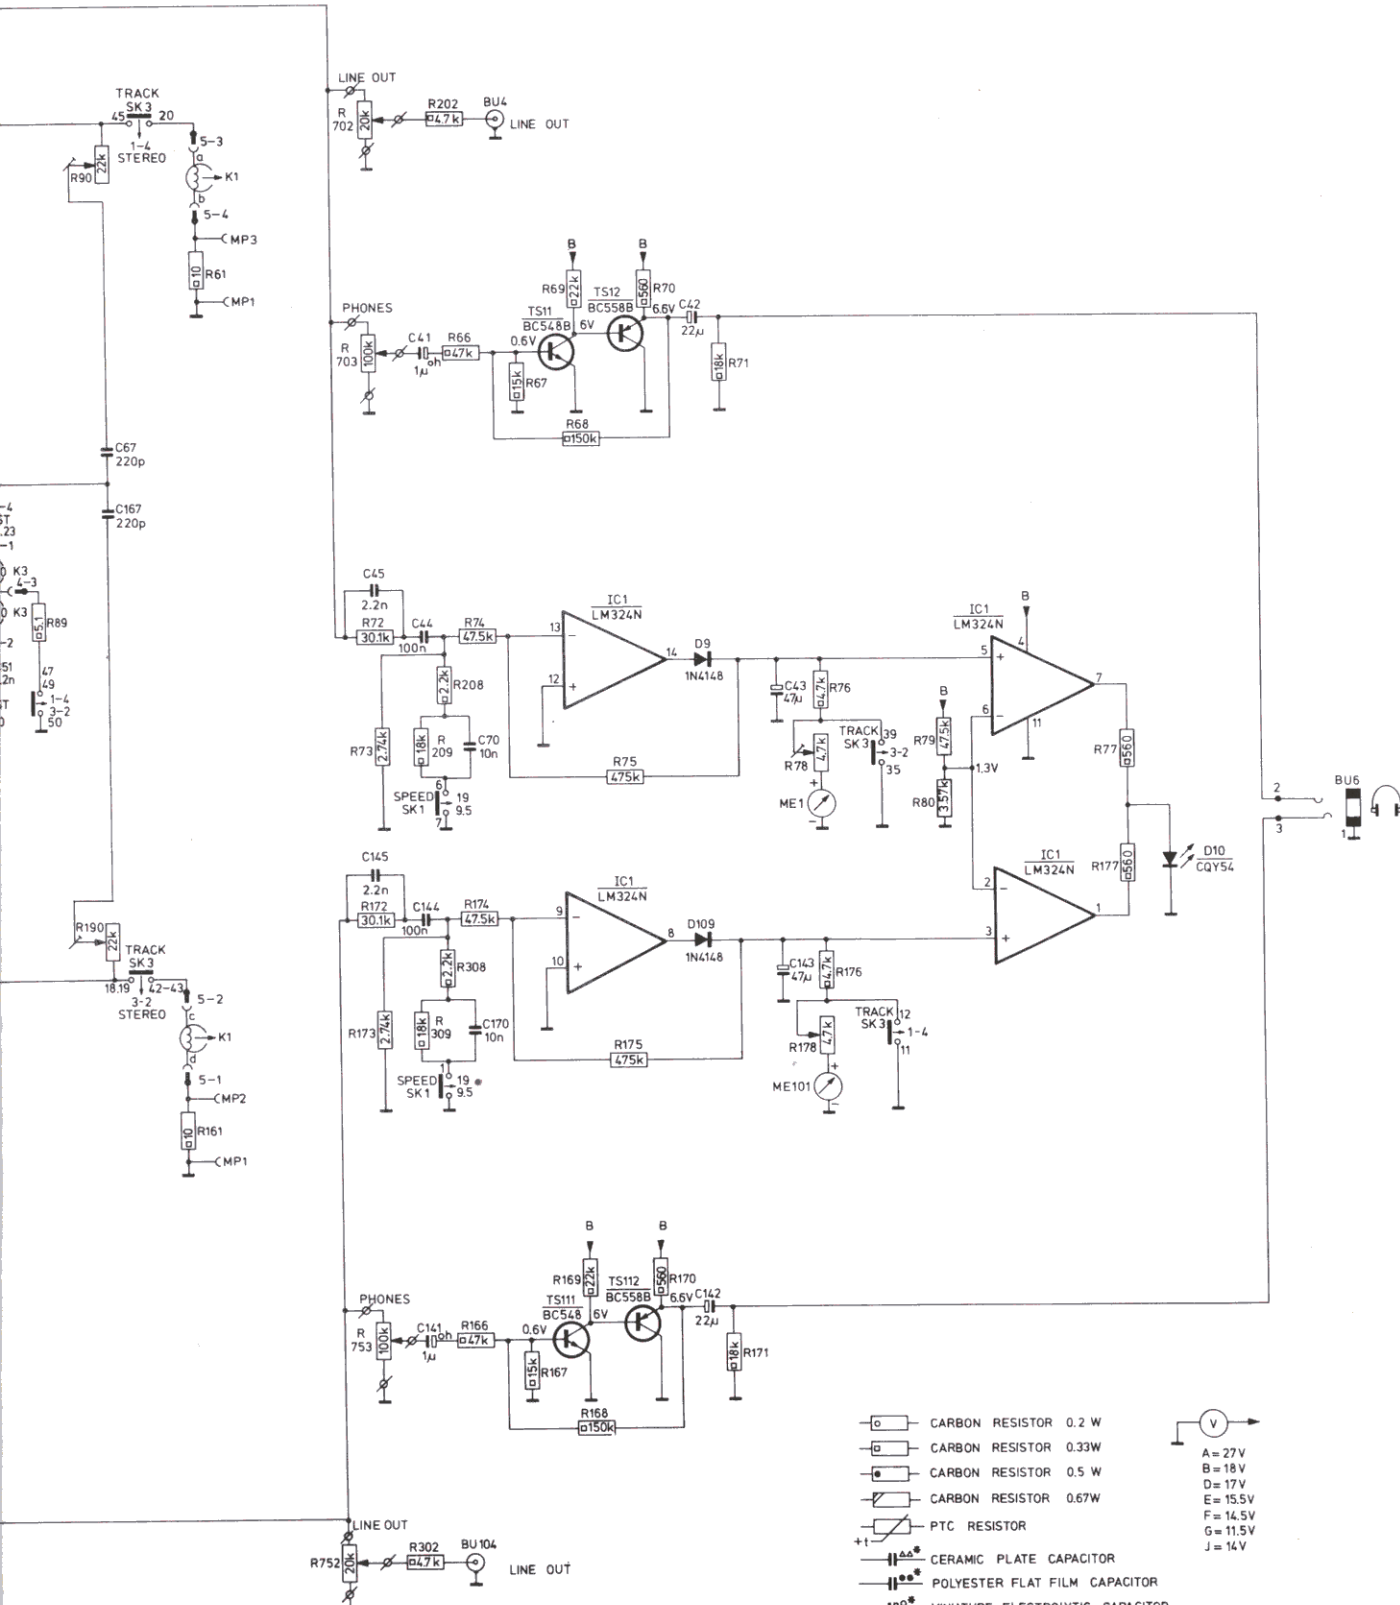 LINE OUT
R
702
20k
R202
4.7k
BU4
LINE OUT
TRACK
SK3
45
20
1-4
STEREO
5-3
a
K1
b
5-4
MP3
R90
22k
10
R61
MP1
PHONES
R
703
100k
C41
1µ
oh
R66
47k
0.6V
R67
15k
TS11
BC548B
B
R69
22k
6V
TS12
BC558B
B
560
R70
6.6V
C42
22µ
18k
R71
R68
150k
C67
220p
C167
220p
-4
ST
.23
-1
K3
4-3
K3
R89
5.1
-2
51
2n
47
49
1-4
3-2
50
C45
2.2n
R72
30.1k
C44
100n
R74
47.5k
R208
2.2k
R73
2.74k
R
209
18k
C70
10n
SPEED
SK1
6
19
9.5
7
IC1
LM324N
13
12
14
D9
1N4148
R75
475k
C43
47µ
R76
4.7k
R78
4.7k
TRACK
SK3
39
3-2
35
ME1
+
-
B
R79
47.5k
R80
3.57k
1.3V
IC1
LM324N
B
4
5
6
7
11
R77
560
R177
560
D10
CQY54
IC1
LM324N
2
3
1
BU6
2
3
1
C145
2.2n
R172
30.1k
C144
100n
R174
47.5k
R308
2.2k
R173
2.74k
R
309
18k
C170
10n
SPEED
SK1
1
19
9.5
IC1
LM324N
9
10
8
D109
1N4148
R175
475k
C143
47µ
R176
4.7k
R178
4.7k
TRACK
SK3
12
1-4
11
ME101
+
-
R190
22k
TRACK
SK3
18.19
42-43
3-2
STEREO
5-2
c
K1
d
5-1
MP2
10
R161
MP1
PHONES
R
753
100k
C141
1µ
oh
R166
47k
0.6V
R167
15k
TS111
BC548
B
R169
22k
6V
TS112
BC558B
B
560
R170
6.6V
C142
22µ
18k
R171
R168
150k
LINE OUT
R752
20k
R302
4.7k
BU104
LINE OUT
CARBON RESISTOR 0.2 W
CARBON RESISTOR 0.33W
CARBON RESISTOR 0.5 W
CARBON RESISTOR 0.67W
+t
PTC RESISTOR
CERAMIC PLATE CAPACITOR
POLYESTER FLAT FILM CAPACITOR
MINIATURE ELECTROLYTIC CAPACITOR
V
A=27V
B=18V
D=17V
E=15.5V
F=14.5V
G=11.5V
J=14V